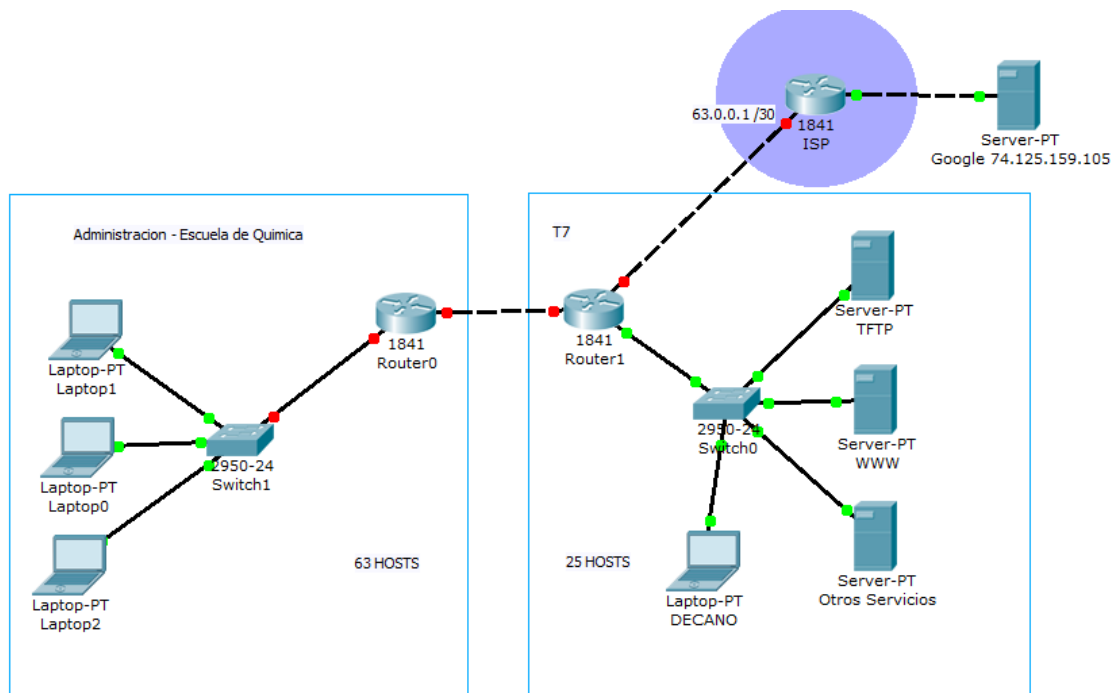 63.0.0.1 /30
1841
ISP
Server-PT
Google 74.125.159.105
Administracion - Escuela de Quimica
T7
Laptop-PT
Laptop1
1841
Router0
1841
Router1
Server-PT
TFTP
2950-24
Switch1
2950-24
Switch0
Server-PT
WWW
Laptop-PT
Laptop0
63 HOSTS
25 HOSTS
Laptop-PT
Laptop2
Laptop-PT
DECANO
Server-PT
Otros Servicios